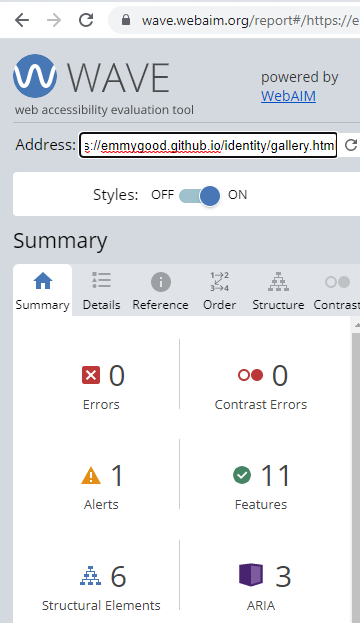 wave.webaim.org/report#/https://e
WAVE
web accessibility evaluation tool
powered by
WebAIM
Address: s://emmygood.github.io/identity/gallery.htm
Styles: OFF ON
Summary
Summary Details Reference Order Structure Contrast
0 0
Errors Contrast Errors
1 11
Alerts Features
6 3
Structural Elements ARIA